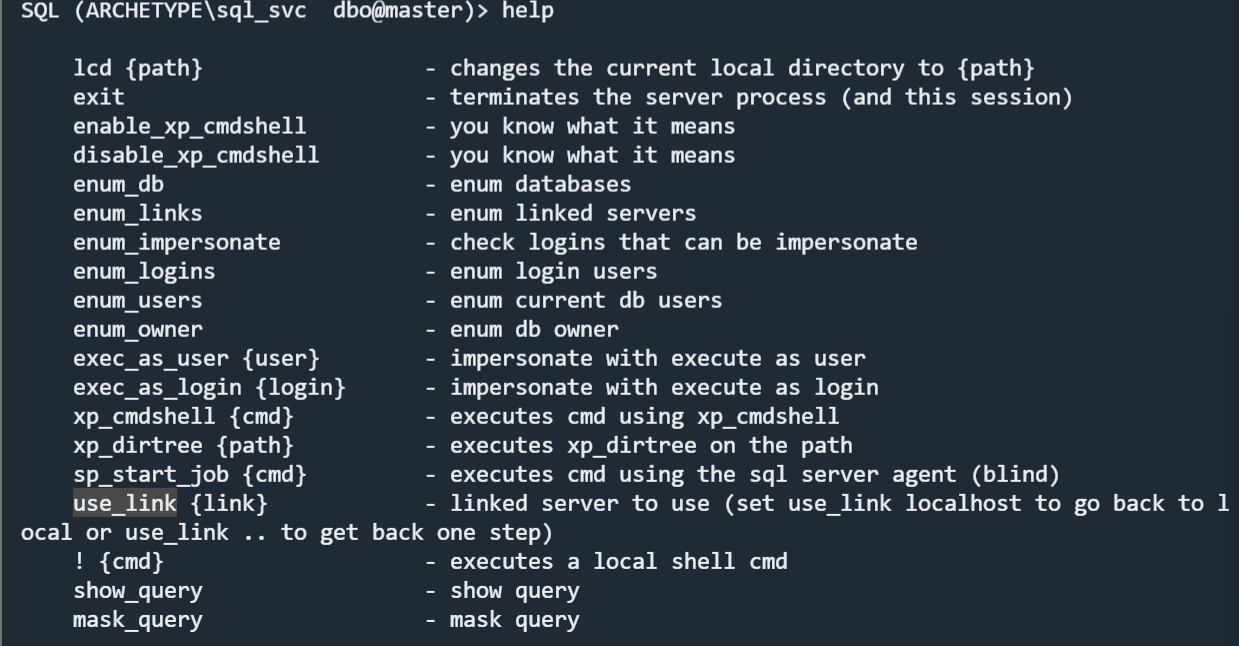 SQL (ARCHETYPE\sql_svc  dbo@master)> help
lcd {path} - changes the current local directory to {path}
exit - terminates the server process (and this session)
enable_xp_cmdshell - you know what it means
disable_xp_cmdshell - you know what it means
enum_db - enum databases
enum_links - enum linked servers
enum_impersonate - check logins that can be impersonate
enum_logins - enum login users
enum_users - enum current db users
enum_owner - enum db owner
exec_as_user {user} - impersonate with execute as user
exec_as_login {login} - impersonate with execute as login
xp_cmdshell {cmd} - executes cmd using xp_cmdshell
xp_dirtree {path} - executes xp_dirtree on the path
sp_start_job {cmd} - executes cmd using the sql server agent (blind)
use_link {link} - linked server to use (set use_link localhost to go back to l
ocal or use_link .. to get back one step)
! {cmd} - executes a local shell cmd
show_query - show query
mask_query - mask query